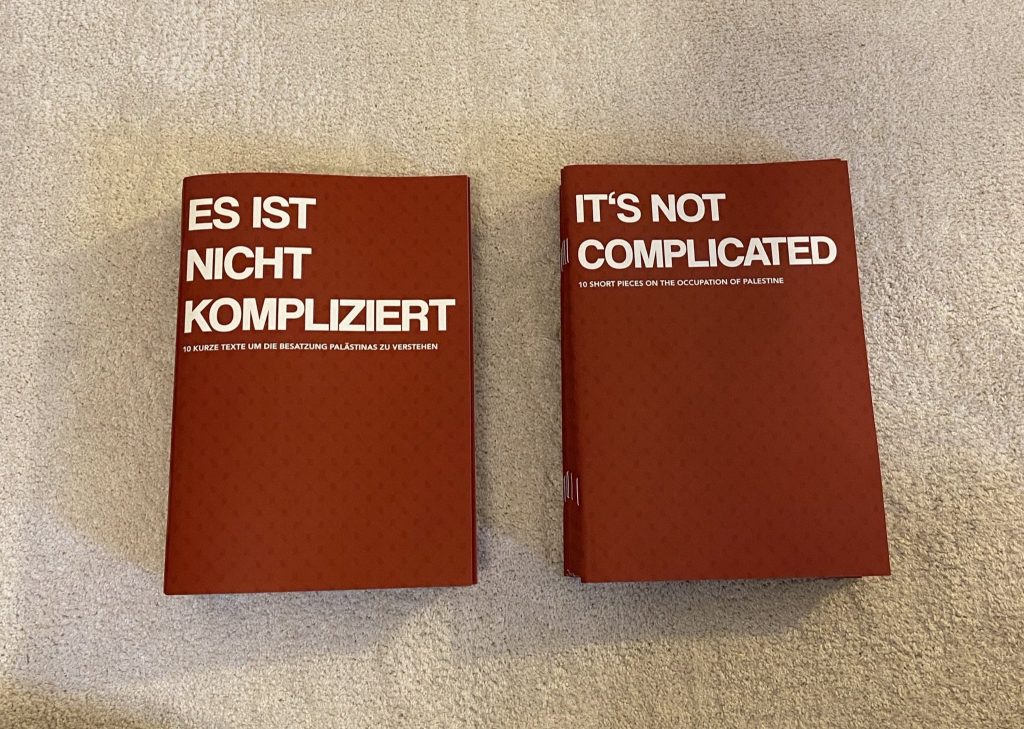 ES IST
NICHT
KOMPLIZIERT
10 KURZE TEXTE UM DIE BESATZUNG PALÄSTINAS ZU VERSTEHEN
IT‘S NOT
COMPLICATED
10 SHORT PIECES ON THE OCCUPATION OF PALESTINE